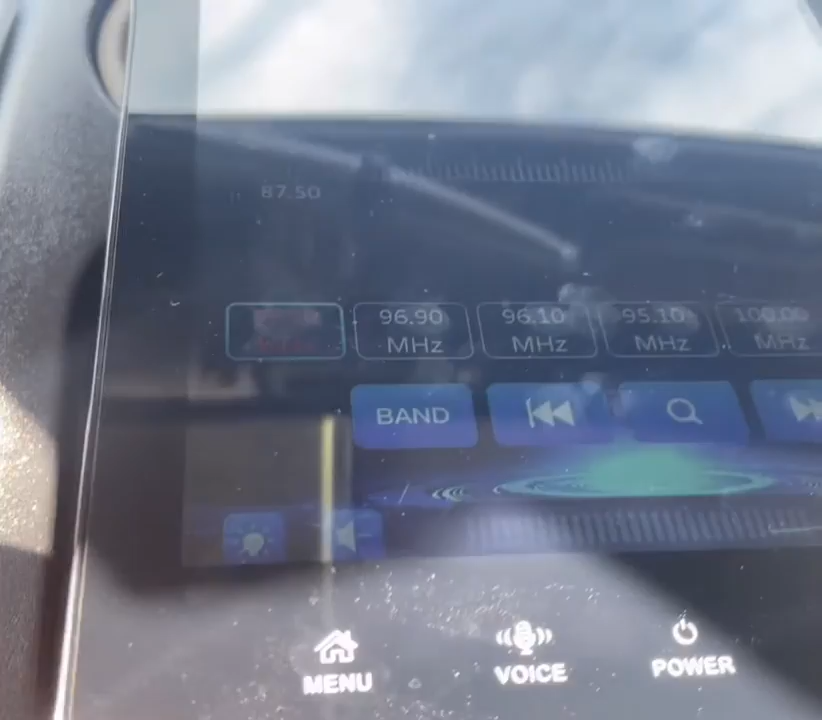 87.50
96.90 96.10 95.10 100.00
MHz MHz MHz MHz
BAND
MENU VOICE POWER